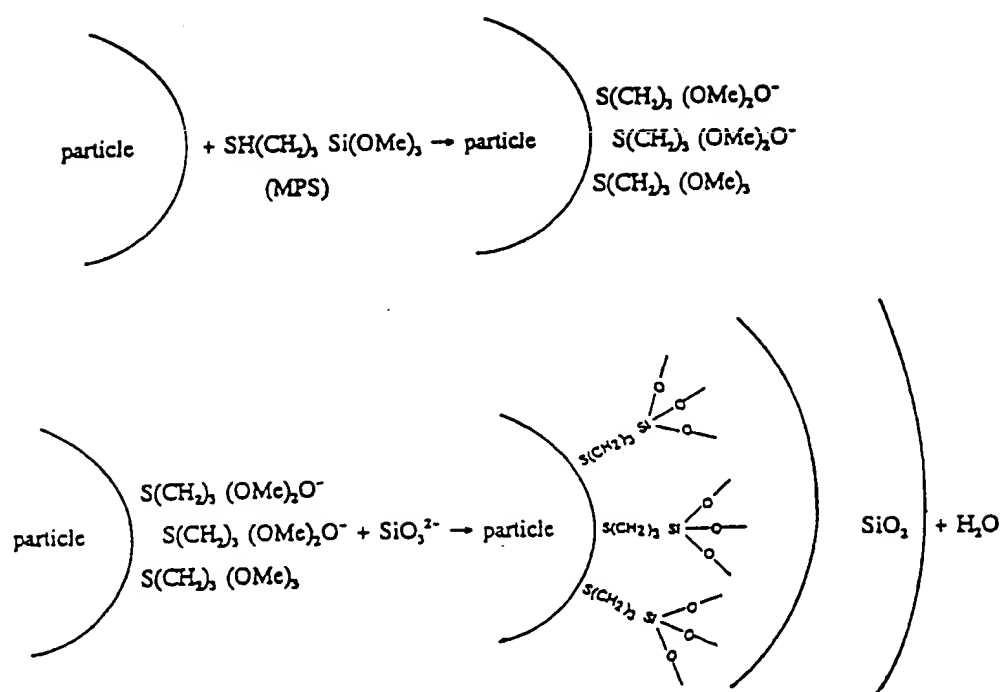 S(CH₂)₃ (OMe)₂O⁻
particle + SH(CH₂)₃ Si(OMe)₃ → particle S(CH₂)₃ (OMe)₂O⁻
(MPS) S(CH₂)₃ (OMe)₃
S(CH₂)₃ Si O O O
S(CH₂)₃ (OMe)₂O⁻
particle S(CH₂)₃ (OMe)₂O⁻ + SiO₃²⁻ → particle S(CH₂)₃ Si O O O SiO₂ + H₂O
S(CH₂)₃ (OMe)₃
S(CH₂)₃ Si O O O